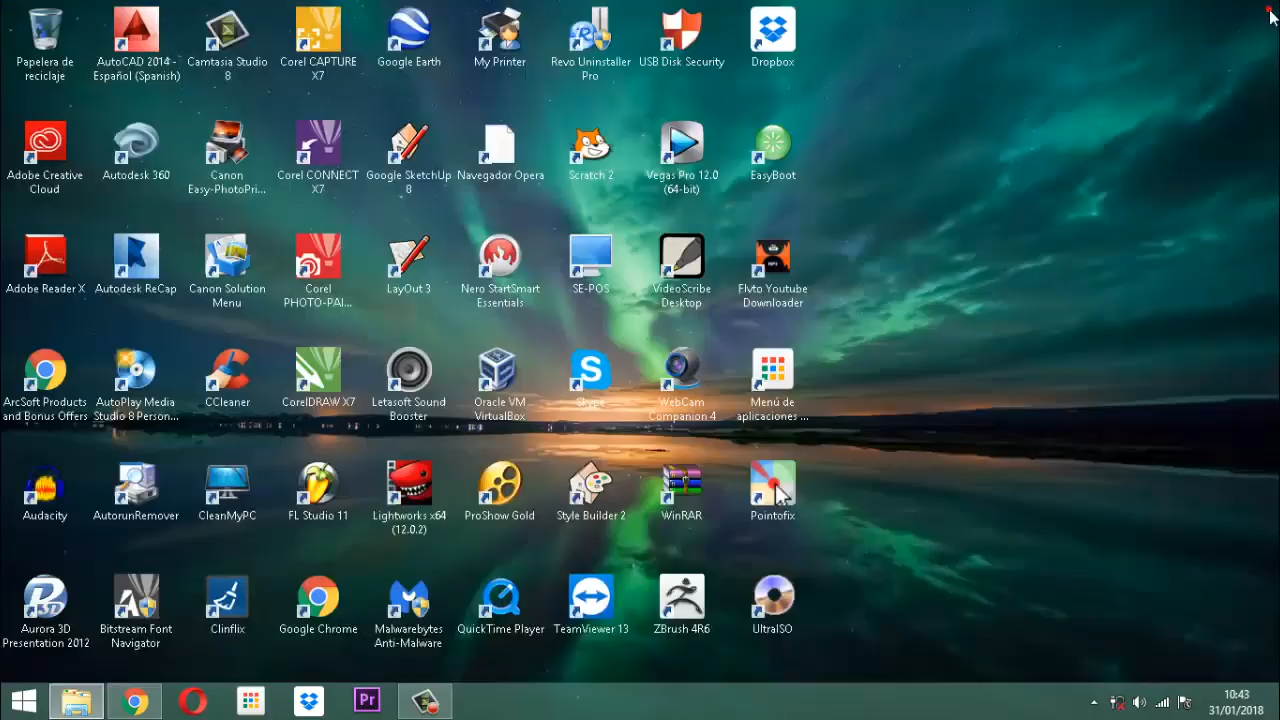 Papelera de
reciclaje
AutoCAD 2014 -
Español (Spanish)
Camtasia Studio
8
Corel CAPTURE
X7
Google Earth
My Printer
Revo Uninstaller
Pro
USB Disk Security
Dropbox
Adobe Creative
Cloud
Autodesk 360
Canon
Easy-PhotoPri...
Corel CONNECT
X7
Google SketchUp
8
Navegador Opera
Scratch 2
Vegas Pro 12.0
(64-bit)
EasyBoot
Adobe Reader X
Autodesk ReCap
Canon Solution
Menu
Corel
PHOTO-PAI...
LayOut 3
Nero StartSmart
Essentials
SE-POS
VideoScribe
Desktop
Flvto Youtube
Downloader
ArcSoft Products
and Bonus Offers
AutoPlay Media
Studio 8 Person...
CCleaner
CorelDRAW X7
Letasoft Sound
Booster
Oracle VM
VirtualBox
Skype
WebCam
Companion 4
Menú de
aplicaciones ...
Audacity
AutorunRemover
CleanMyPC
FL Studio 11
Lightworks x64
(12.0.2)
ProShow Gold
Style Builder 2
WinRAR
Pointofix
Aurora 3D
Presentation 2012
Bitstream Font
Navigator
Clinflix
Google Chrome
Malwarebytes
Anti-Malware
QuickTime Player
TeamViewer 13
ZBrush 4R6
UltraISO
Pr
10:43
31/01/2018